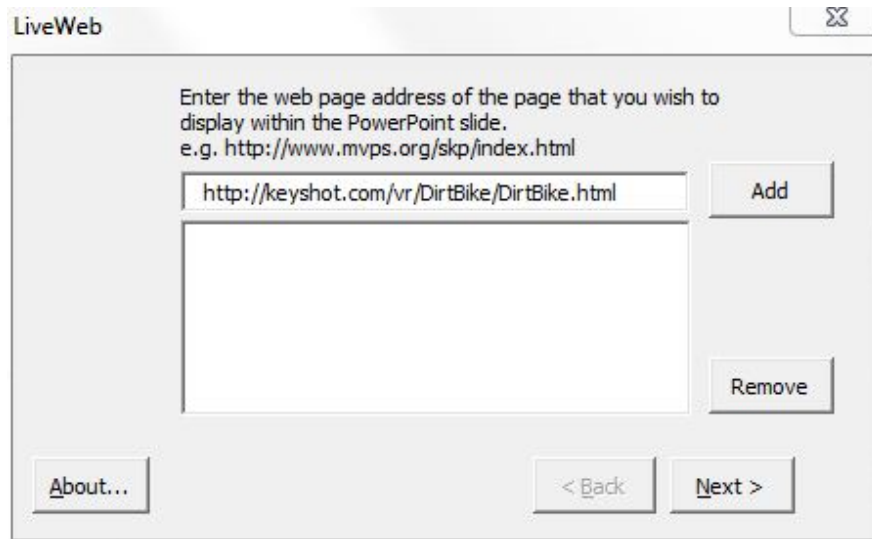 LiveWeb
Enter the web page address of the page that you wish to
display within the PowerPoint slide.
e.g. http://www.mvps.org/skp/index.html
http://keyshot.com/vr/DirtBike/DirtBike.html
Add
Remove
About...
< Back
Next >